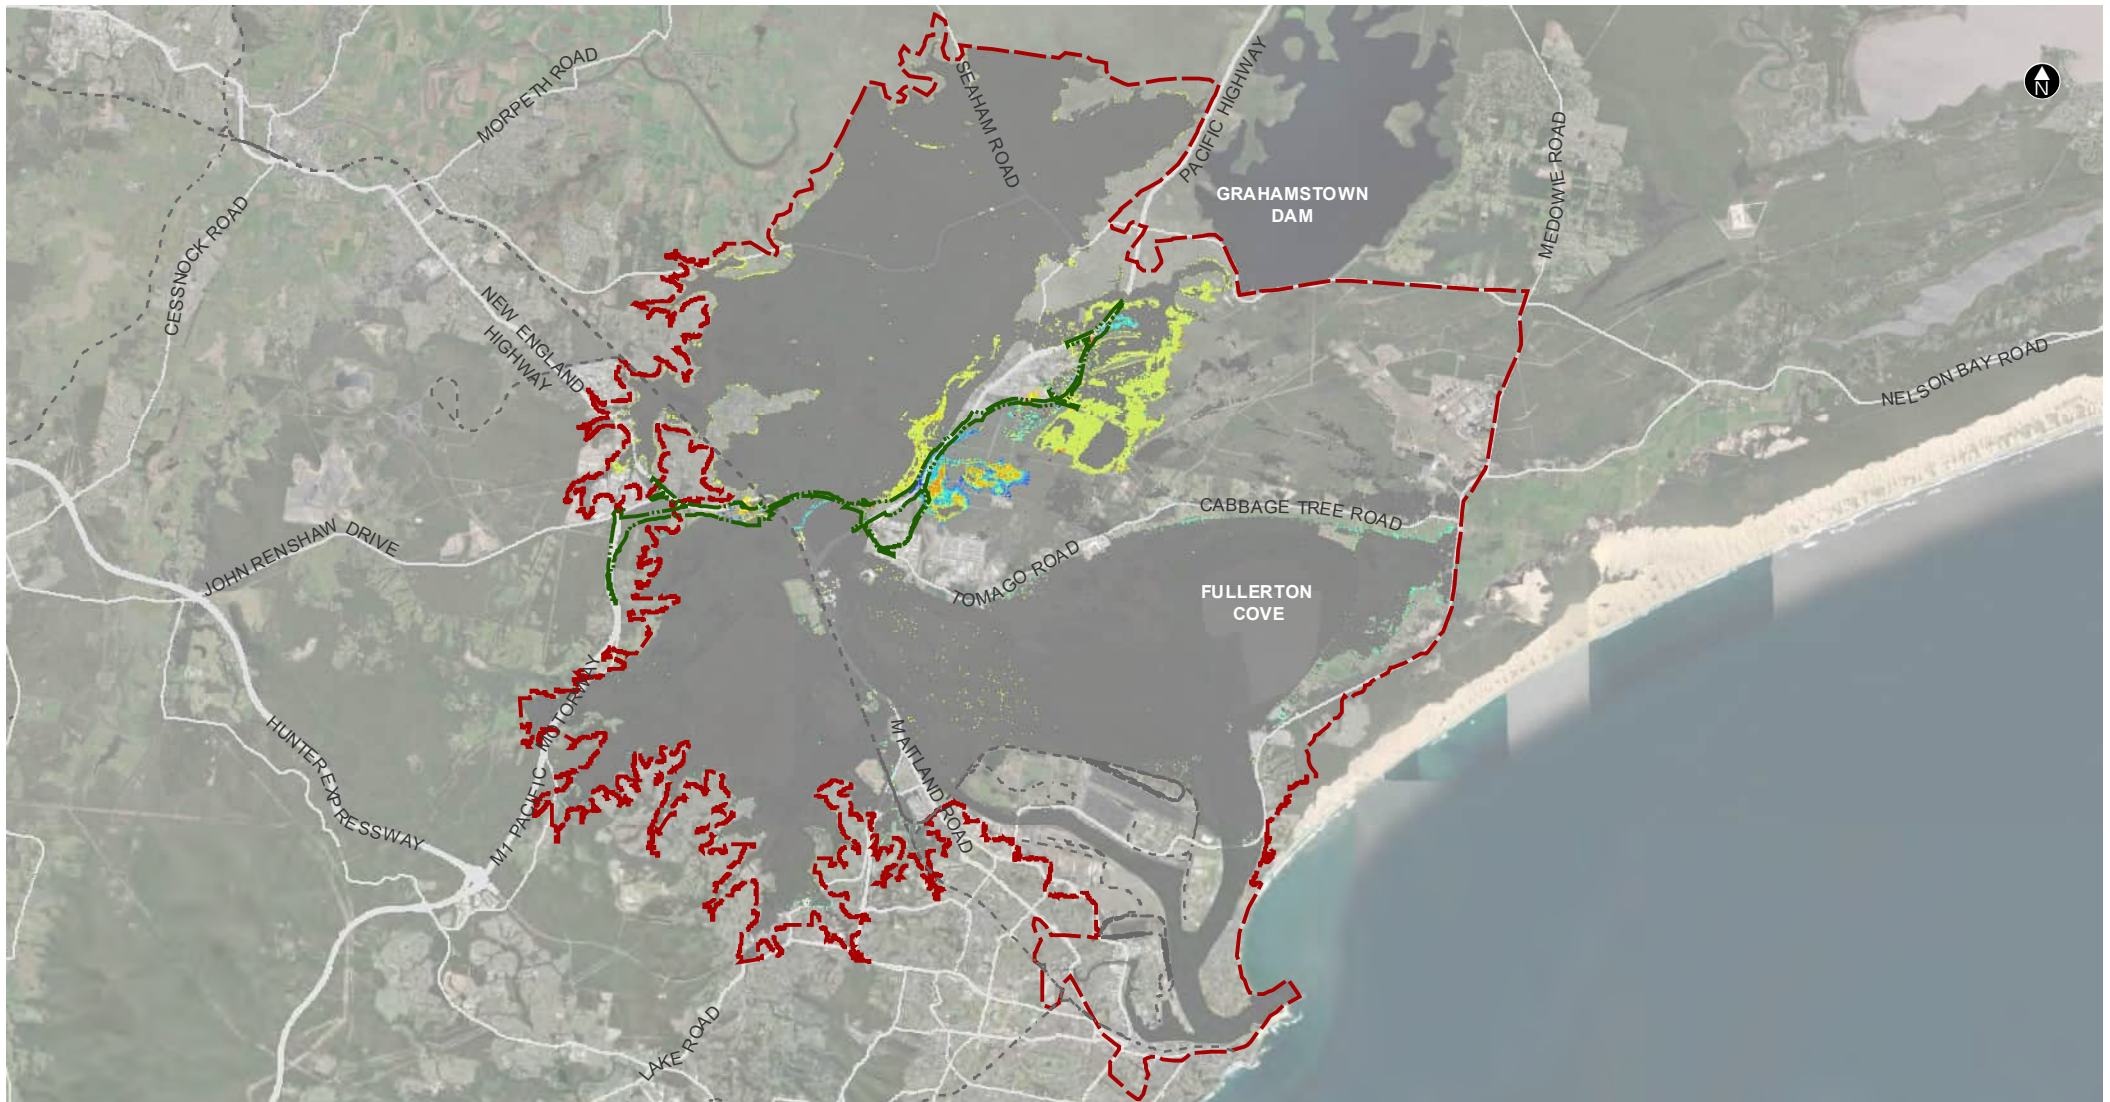 MORPETH ROAD
SEAHAM ROAD
PACIFIC HIGHWAY
N
GRAHAMSTOWN
DAM
MEDOWIE ROAD
CESSNOCK ROAD
NEW ENGLAND
HIGHWAY
NELSON BAY ROAD
JOHN RENSHAW DRIVE
CABBAGE TREE ROAD
TOMAGO ROAD
FULLERTON
COVE
HUNTER EXPRESSWAY
M1 PACIFIC MOTORWAY
MAITLAND ROAD
LAKE ROAD